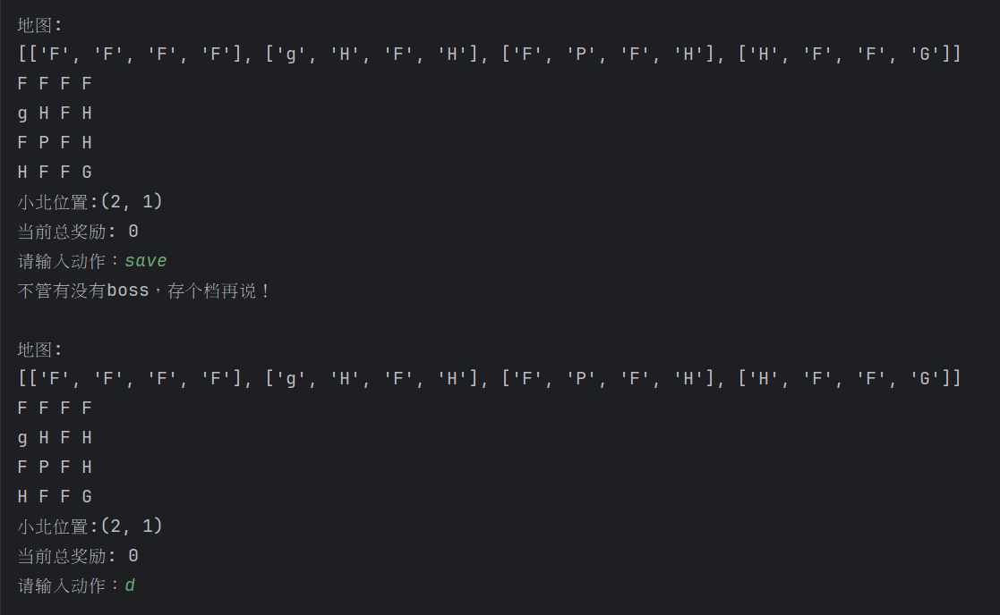 地图:
[['F', 'F', 'F', 'F'], ['g', 'H', 'F', 'H'], ['F', 'P', 'F', 'H'], ['H', 'F', 'F', 'G']]
F F F F
g H F H
F P F H
H F F G
小北位置:(2, 1)
当前总奖励: 0
请输入动作：save
不管有没有boss，存个档再说！
地图:
[['F', 'F', 'F', 'F'], ['g', 'H', 'F', 'H'], ['F', 'P', 'F', 'H'], ['H', 'F', 'F', 'G']]
F F F F
g H F H
F P F H
H F F G
小北位置:(2, 1)
当前总奖励: 0
请输入动作：d